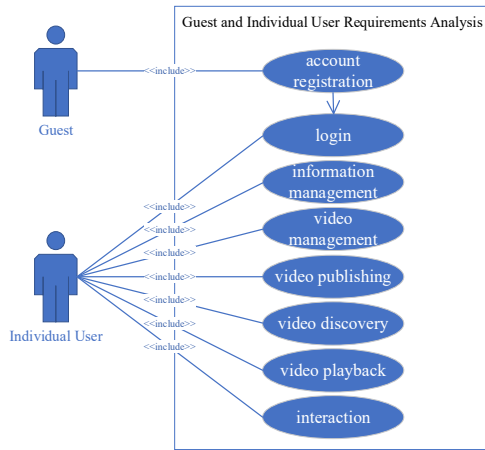 Guest and Individual User Requirements Analysis
<<include>>
account
registration
Guest
login
information
management
<<include>>
<<include>>
video
management
<<include>>
<<include>>
video publishing
<<include>>
video discovery
Individual User
<<include>>
video playback
<<include>>
interaction